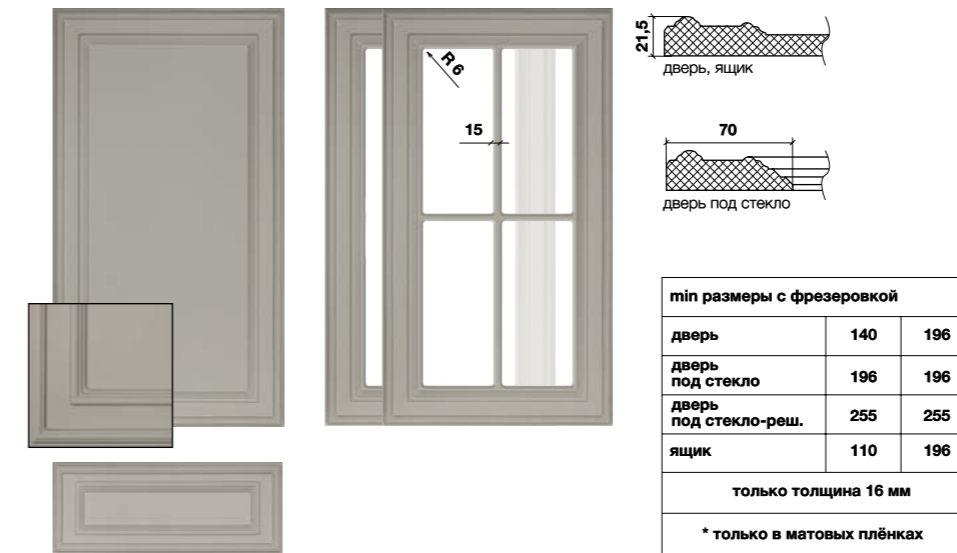 R 6
15
21,5
дверь, ящик
70
дверь под стекло
min размеры с фрезеровкой
дверь 140 196
дверь
под стекло 196 196
дверь
под стекло-реш. 255 255
ящик 110 196
только толщина 16 мм
* только в матовых плёнках